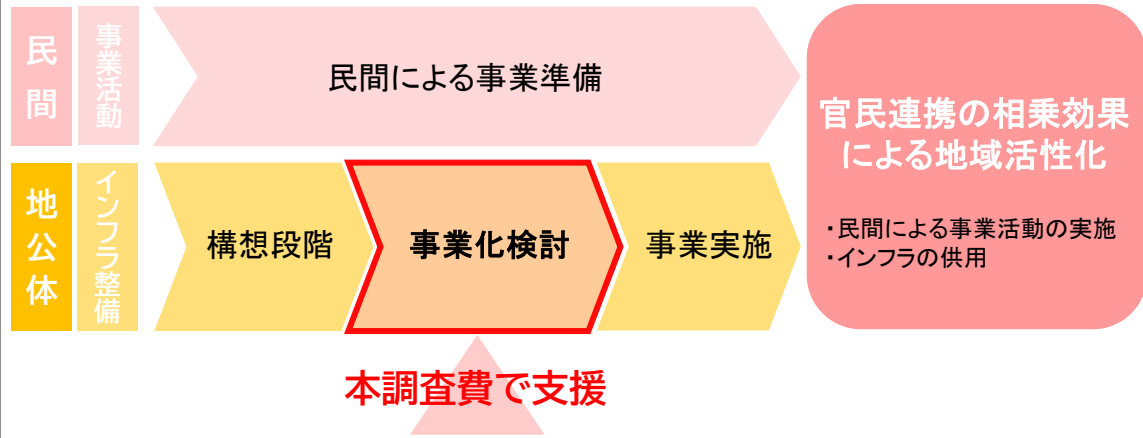 民間
事業活動
民間による事業準備
官民連携の相乗効果
による地域活性化
・民間による事業活動の実施
・インフラの供用
地公体
インフラ整備
構想段階
事業化検討
事業実施
本調査費で支援